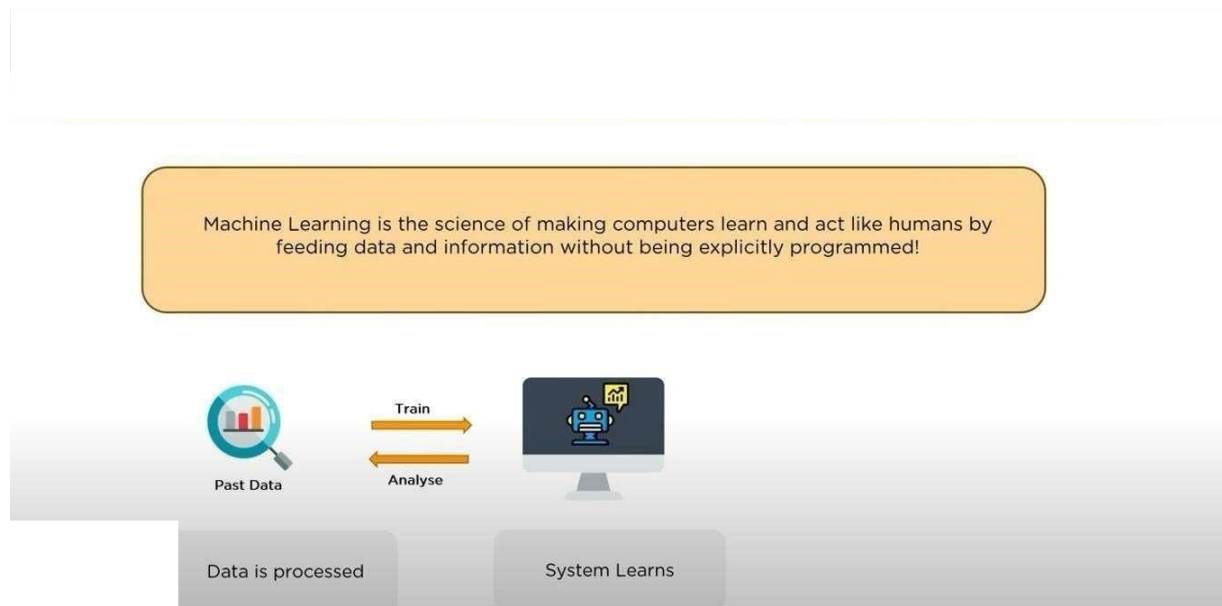 Machine Learning is the science of making computers learn and act like humans by
feeding data and information without being explicitly programmed!
Train
Past Data
Analyse
Data is processed
System Learns